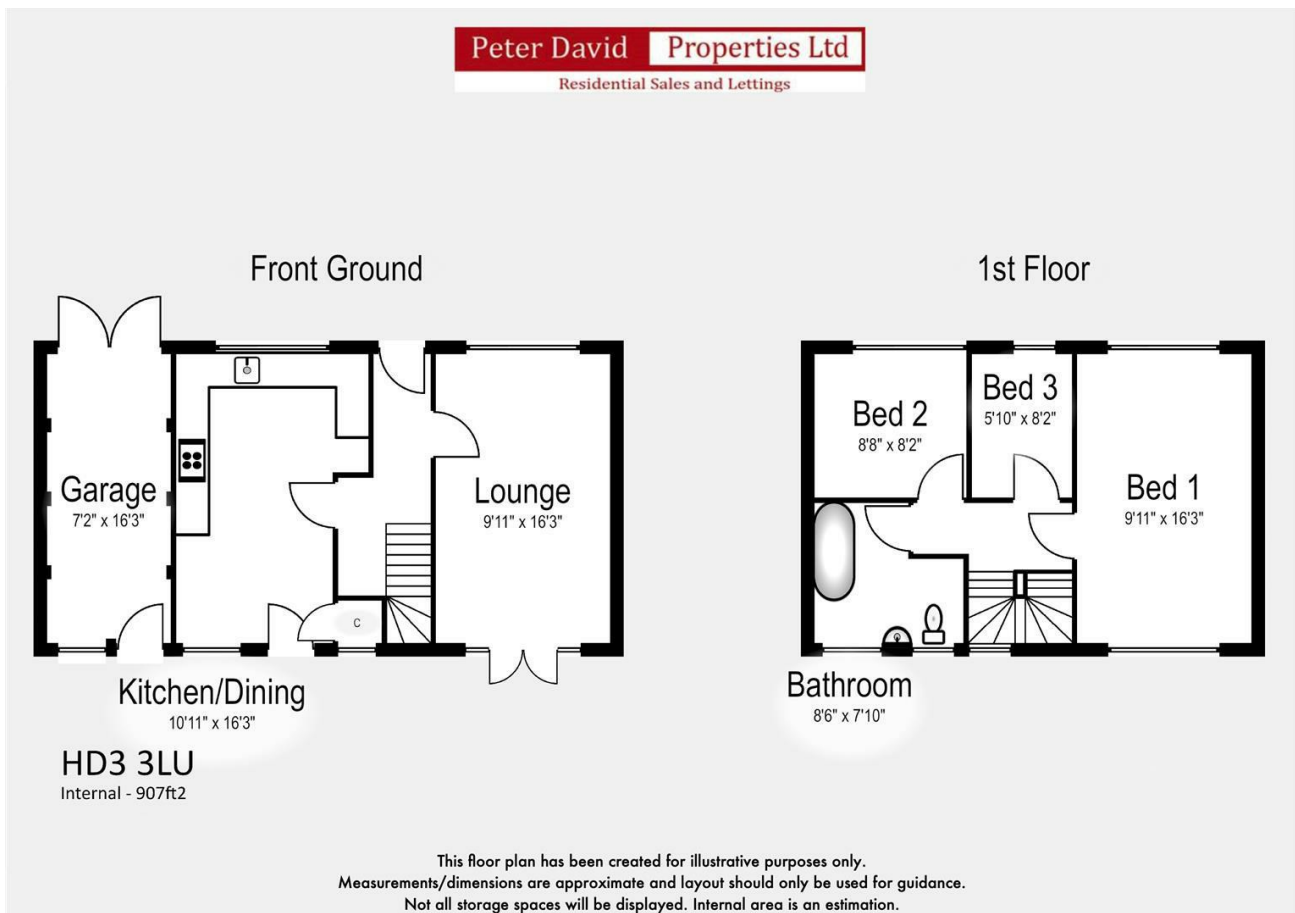 Peter David Properties Ltd
Residential Sales and Lettings
Front Ground
1st Floor
Garage
7'2" x 16'3"
Lounge
9'11" x 16'3"
C
Kitchen/Dining
10'11" x 16'3"
Bed 2
8'8" x 8'2"
Bed 3
5'10" x 8'2"
Bed 1
9'11" x 16'3"
Bathroom
8'6" x 7'10"
HD3 3LU
Internal - 907ft2
This floor plan has been created for illustrative purposes only.
Measurements/dimensions are approximate and layout should only be used for guidance.
Not all storage spaces will be displayed. Internal area is an estimation.